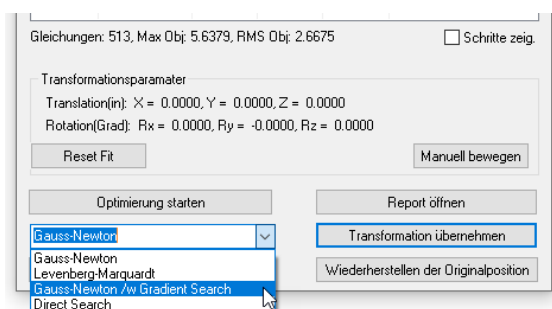 Gleichungen: 513, Max Obj: 5.6379, RMS Obj: 2.6675
Schritte zeig.
Transformationsparamater
Translation(in): X = 0.0000, Y = 0.0000, Z = 0.0000
Rotation(Grad): Rx = 0.0000, Ry = -0.0000, Rz = 0.0000
Reset Fit
Manuell bewegen
Optimierung starten
Report öffnen
Gauss-Newton
Transformation übernehmen
Gauss-Newton
Levenberg-Marquardt
Wiederherstellen der Originalposition
Gauss-Newton /w Gradient Search
Direct Search